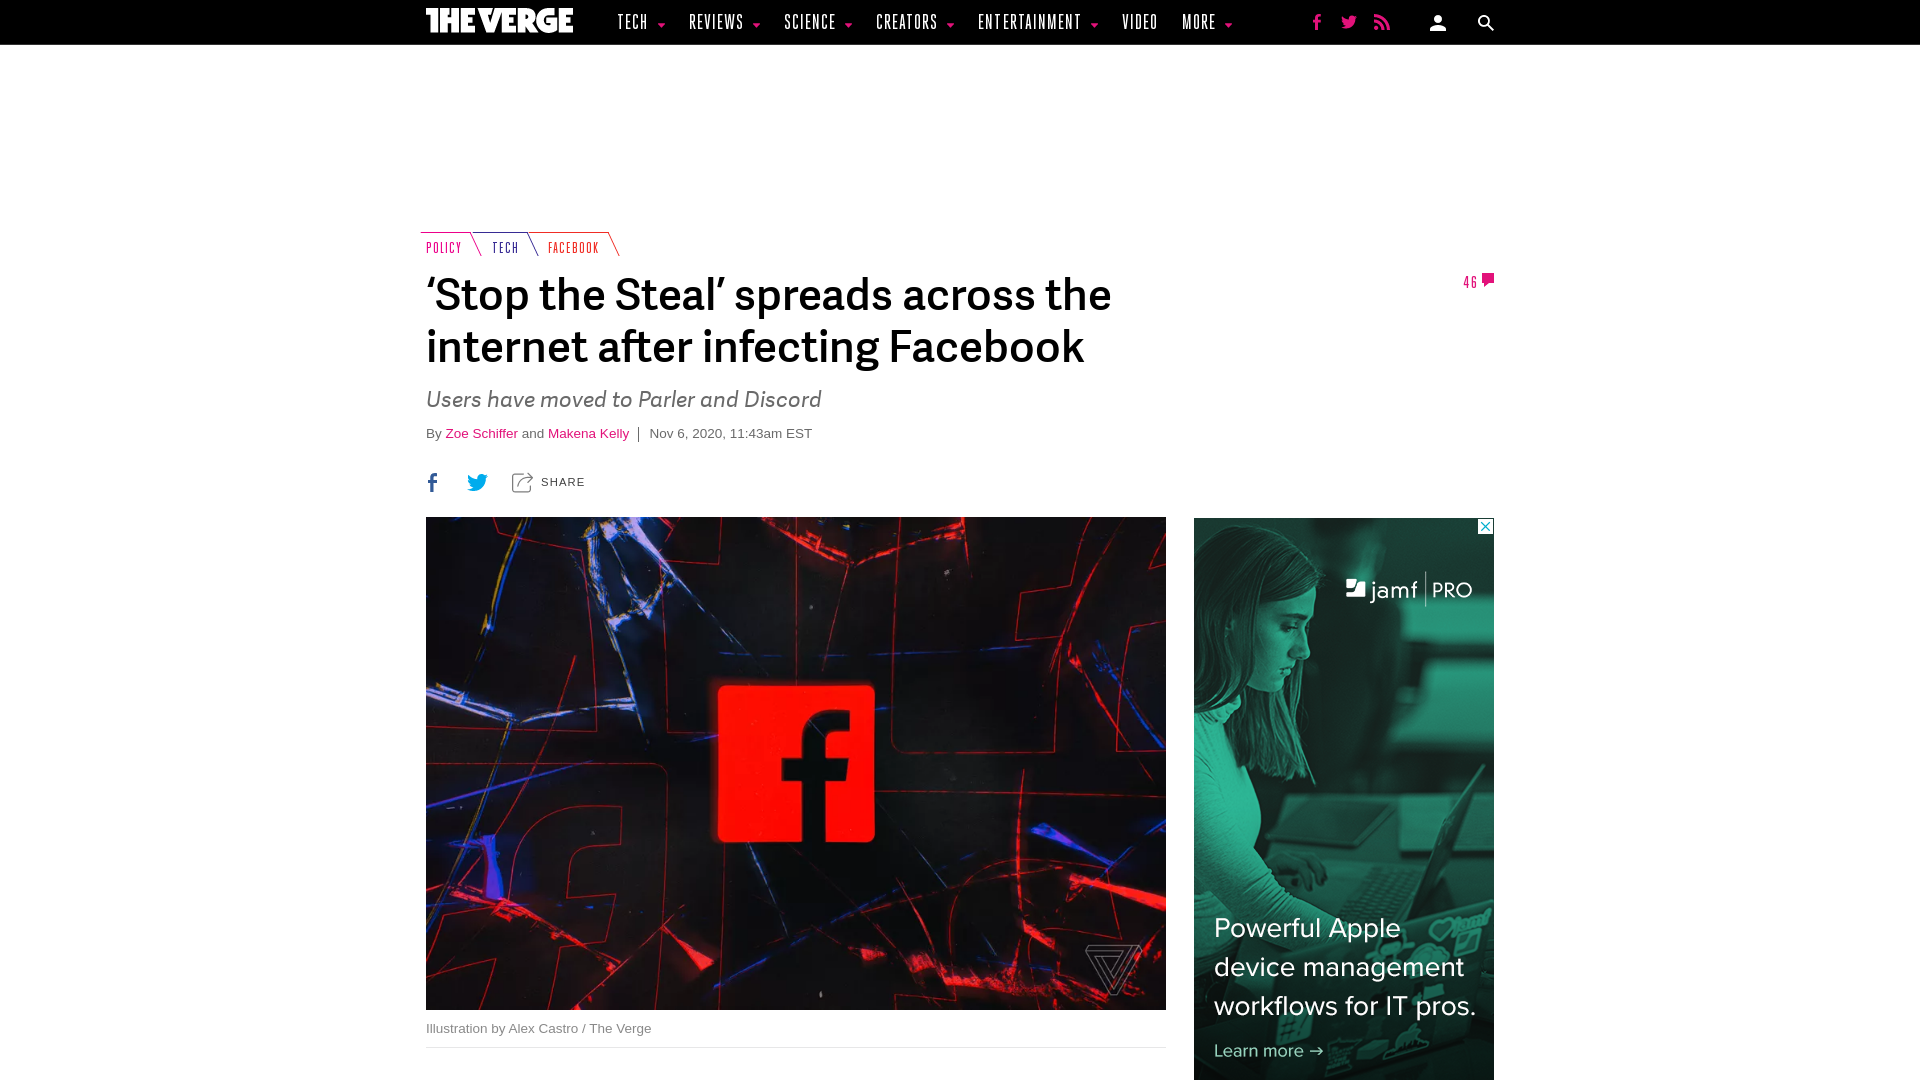 THE VERGE
TECH REVIEWS SCIENCE CREATORS ENTERTAINMENT VIDEO MORE
POLICY TECH FACEBOOK
‘Stop the Steal’ spreads across the
46
internet after infecting Facebook
Users have moved to Parler and Discord
By Zoe Schiffer and Makena Kelly | Nov 6, 2020, 11:43am EST
SHARE
jamf | PRO
Powerful Apple
device management
workflows for IT pros.
Learn more →
Illustration by Alex Castro / The Verge